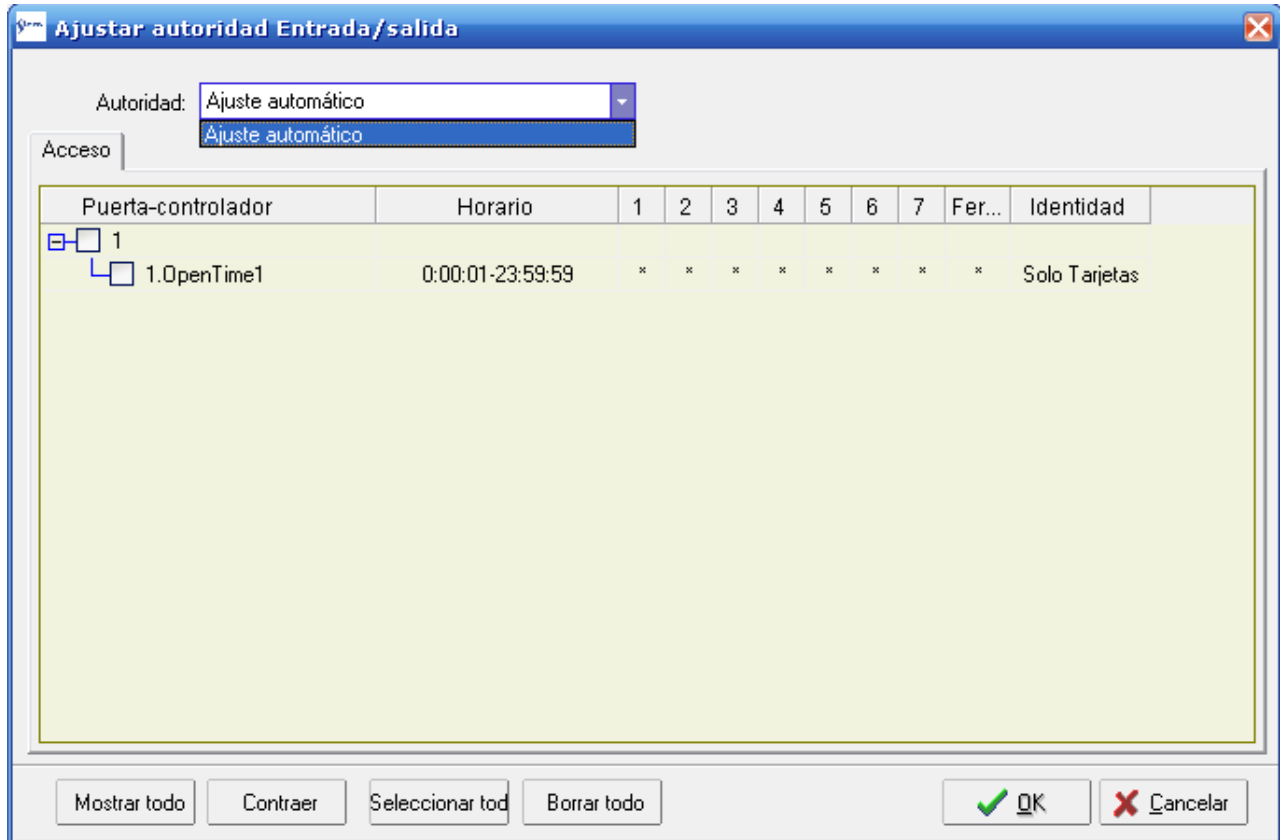 Ajustar autoridad Entrada/salida
Autoridad: Ajuste automático
Ajuste automático
Acceso
Puerta-controlador Horario 1 2 3 4 5 6 7 Fer... Identidad
1
1.OpenTime1 0:00:01-23:59:59 * * * * * * * * Solo Tarjetas
Mostrar todo Contraer Seleccionar tod Borrar todo OK Cancelar